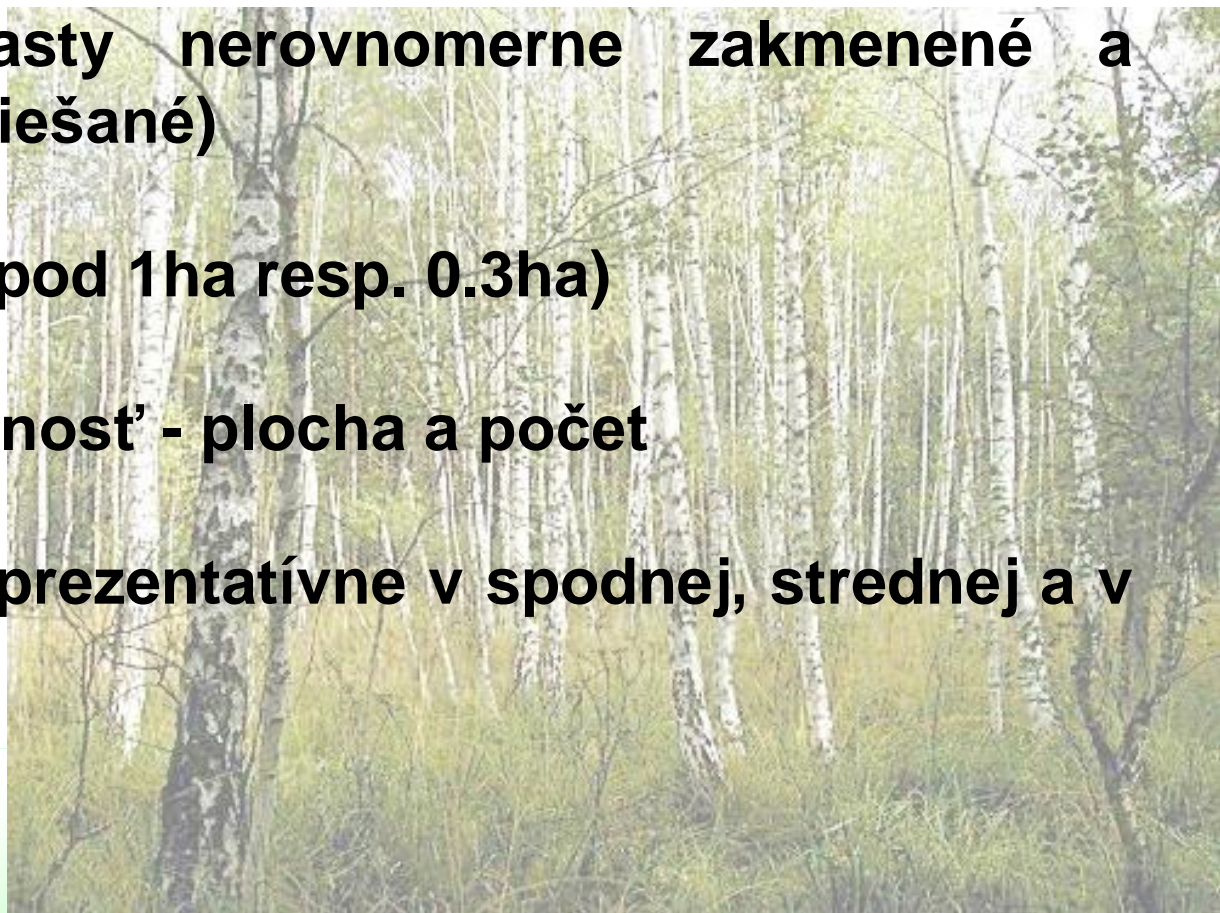 asty nerovnomerne zakmenené a
iešané)
pod 1ha resp. 0.3ha)
nosť - plocha a počet
prezentatívne v spodnej, strednej a v